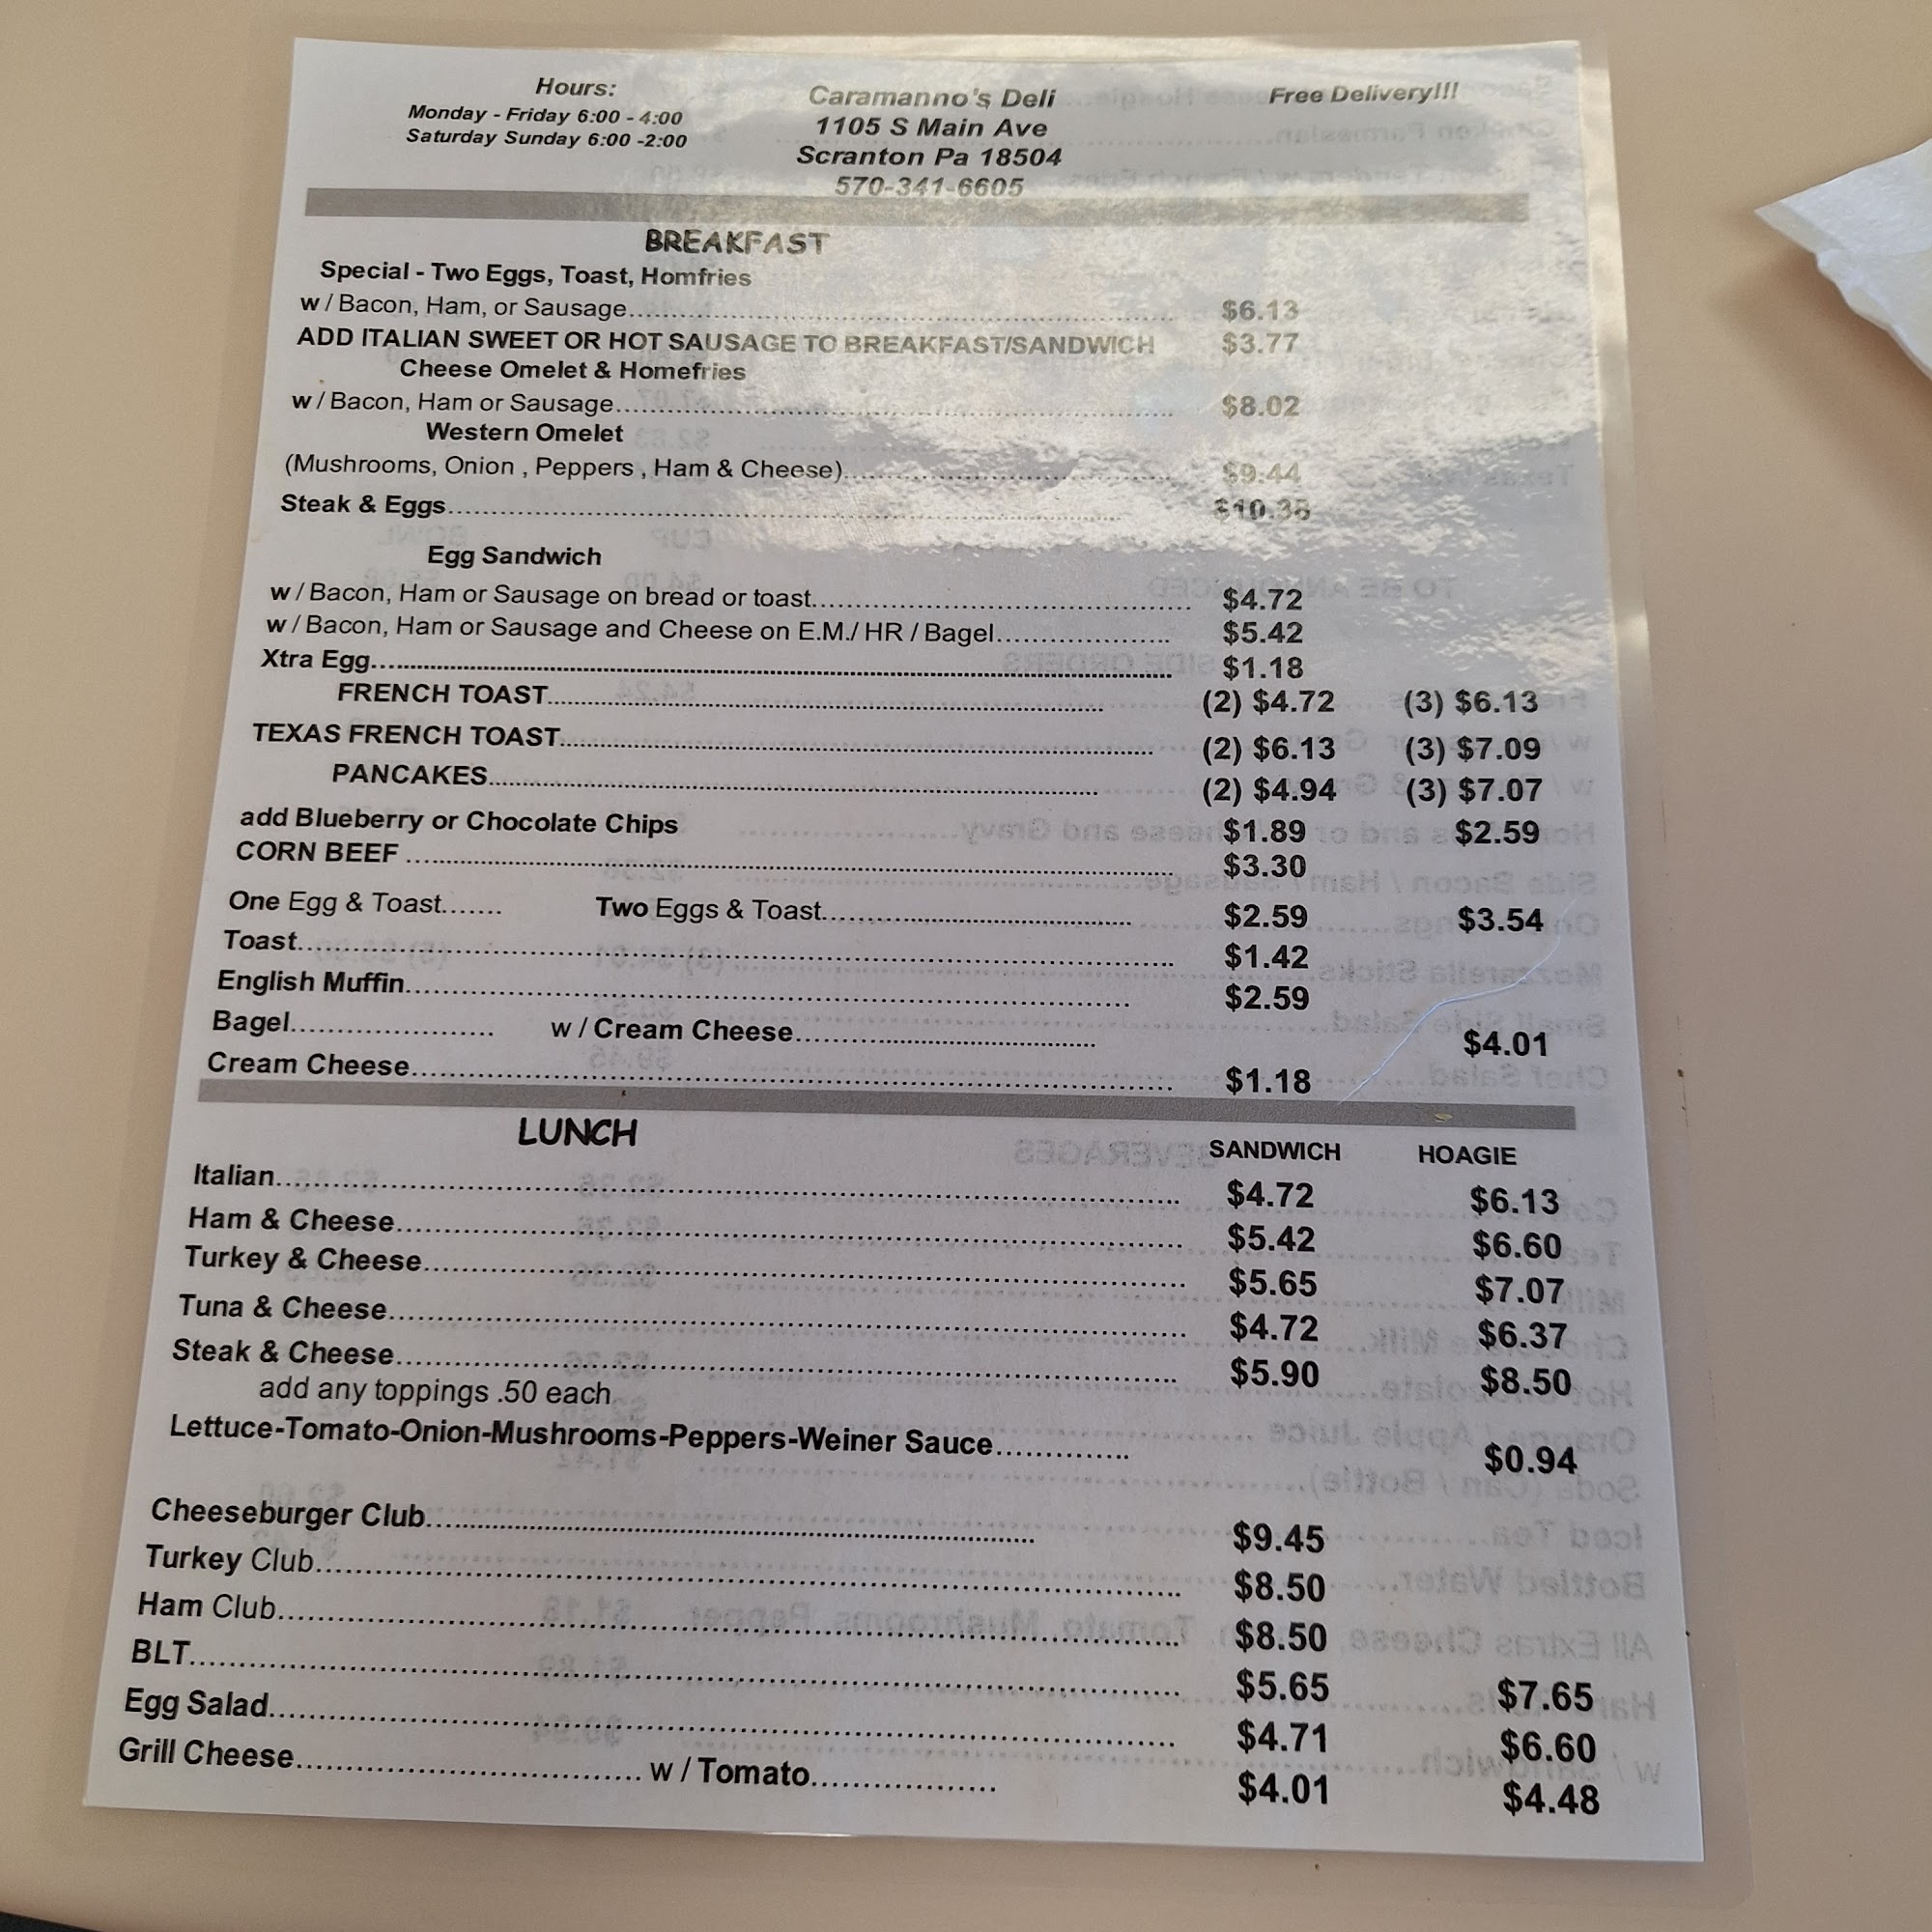 Hours:
Monday - Friday 6:00 - 4:00
Saturday Sunday 6:00 -2:00
Caramanno's Deli
1105 S Main Ave
Scranton Pa 18504
570-341-6605
Free Delivery!!!
BREAKFAST
Special - Two Eggs, Toast, Homfries
w / Bacon, Ham, or Sausage $6.13
ADD ITALIAN SWEET OR HOT SAUSAGE TO BREAKFAST/SANDWICH $3.77
Cheese Omelet & Homefries
w / Bacon, Ham or Sausage $8.02
Western Omelet
(Mushrooms, Onion , Peppers , Ham & Cheese) $9.44
Steak & Eggs
Egg Sandwich
w / Bacon, Ham or Sausage on bread or toast $4.72
w / Bacon, Ham or Sausage and Cheese on E.M./ HR / Bagel $5.42
Xtra Egg $1.18
FRENCH TOAST (2) $4.72 (3) $6.13
TEXAS FRENCH TOAST (2) $6.13 (3) $7.09
PANCAKES (2) $4.94 (3) $7.07
add Blueberry or Chocolate Chips $1.89 $2.59
CORN BEEF $3.30
One Egg & Toast....... Two Eggs & Toast $2.59 $3.54
Toast $1.42
English Muffin $2.59
Bagel w / Cream Cheese $4.01
Cream Cheese $1.18
LUNCH SANDWICH HOAGIE
Italian $4.72 $6.13
Ham & Cheese $5.42 $6.60
Turkey & Cheese $5.65 $7.07
Tuna & Cheese $4.72 $6.37
Steak & Cheese $5.90 $8.50
add any toppings .50 each
Lettuce-Tomato-Onion-Mushrooms-Peppers-Weiner Sauce $0.94
Cheeseburger Club $9.45
Turkey Club $8.50
Ham Club $8.50
BLT $5.65 $7.65
Egg Salad $4.71 $6.60
Grill Cheese w / Tomato $4.01 $4.48